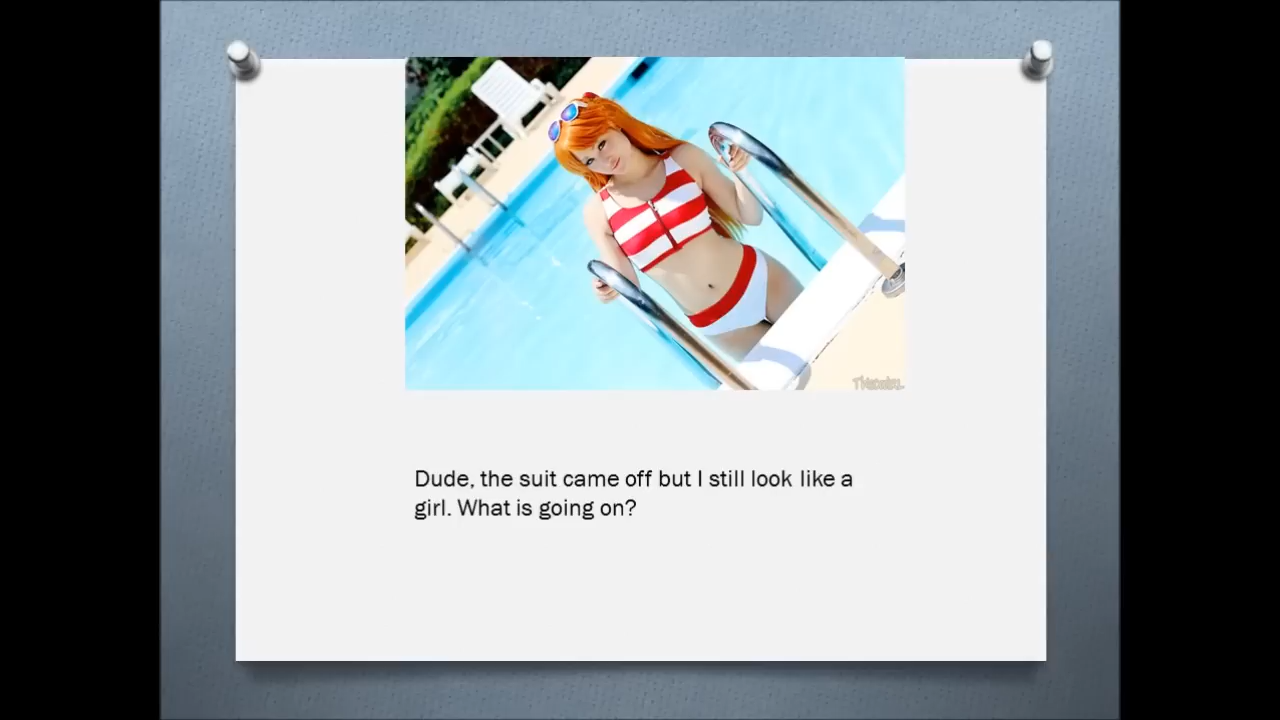 Dude, the suit came off but I still look like a
girl. What is going on?